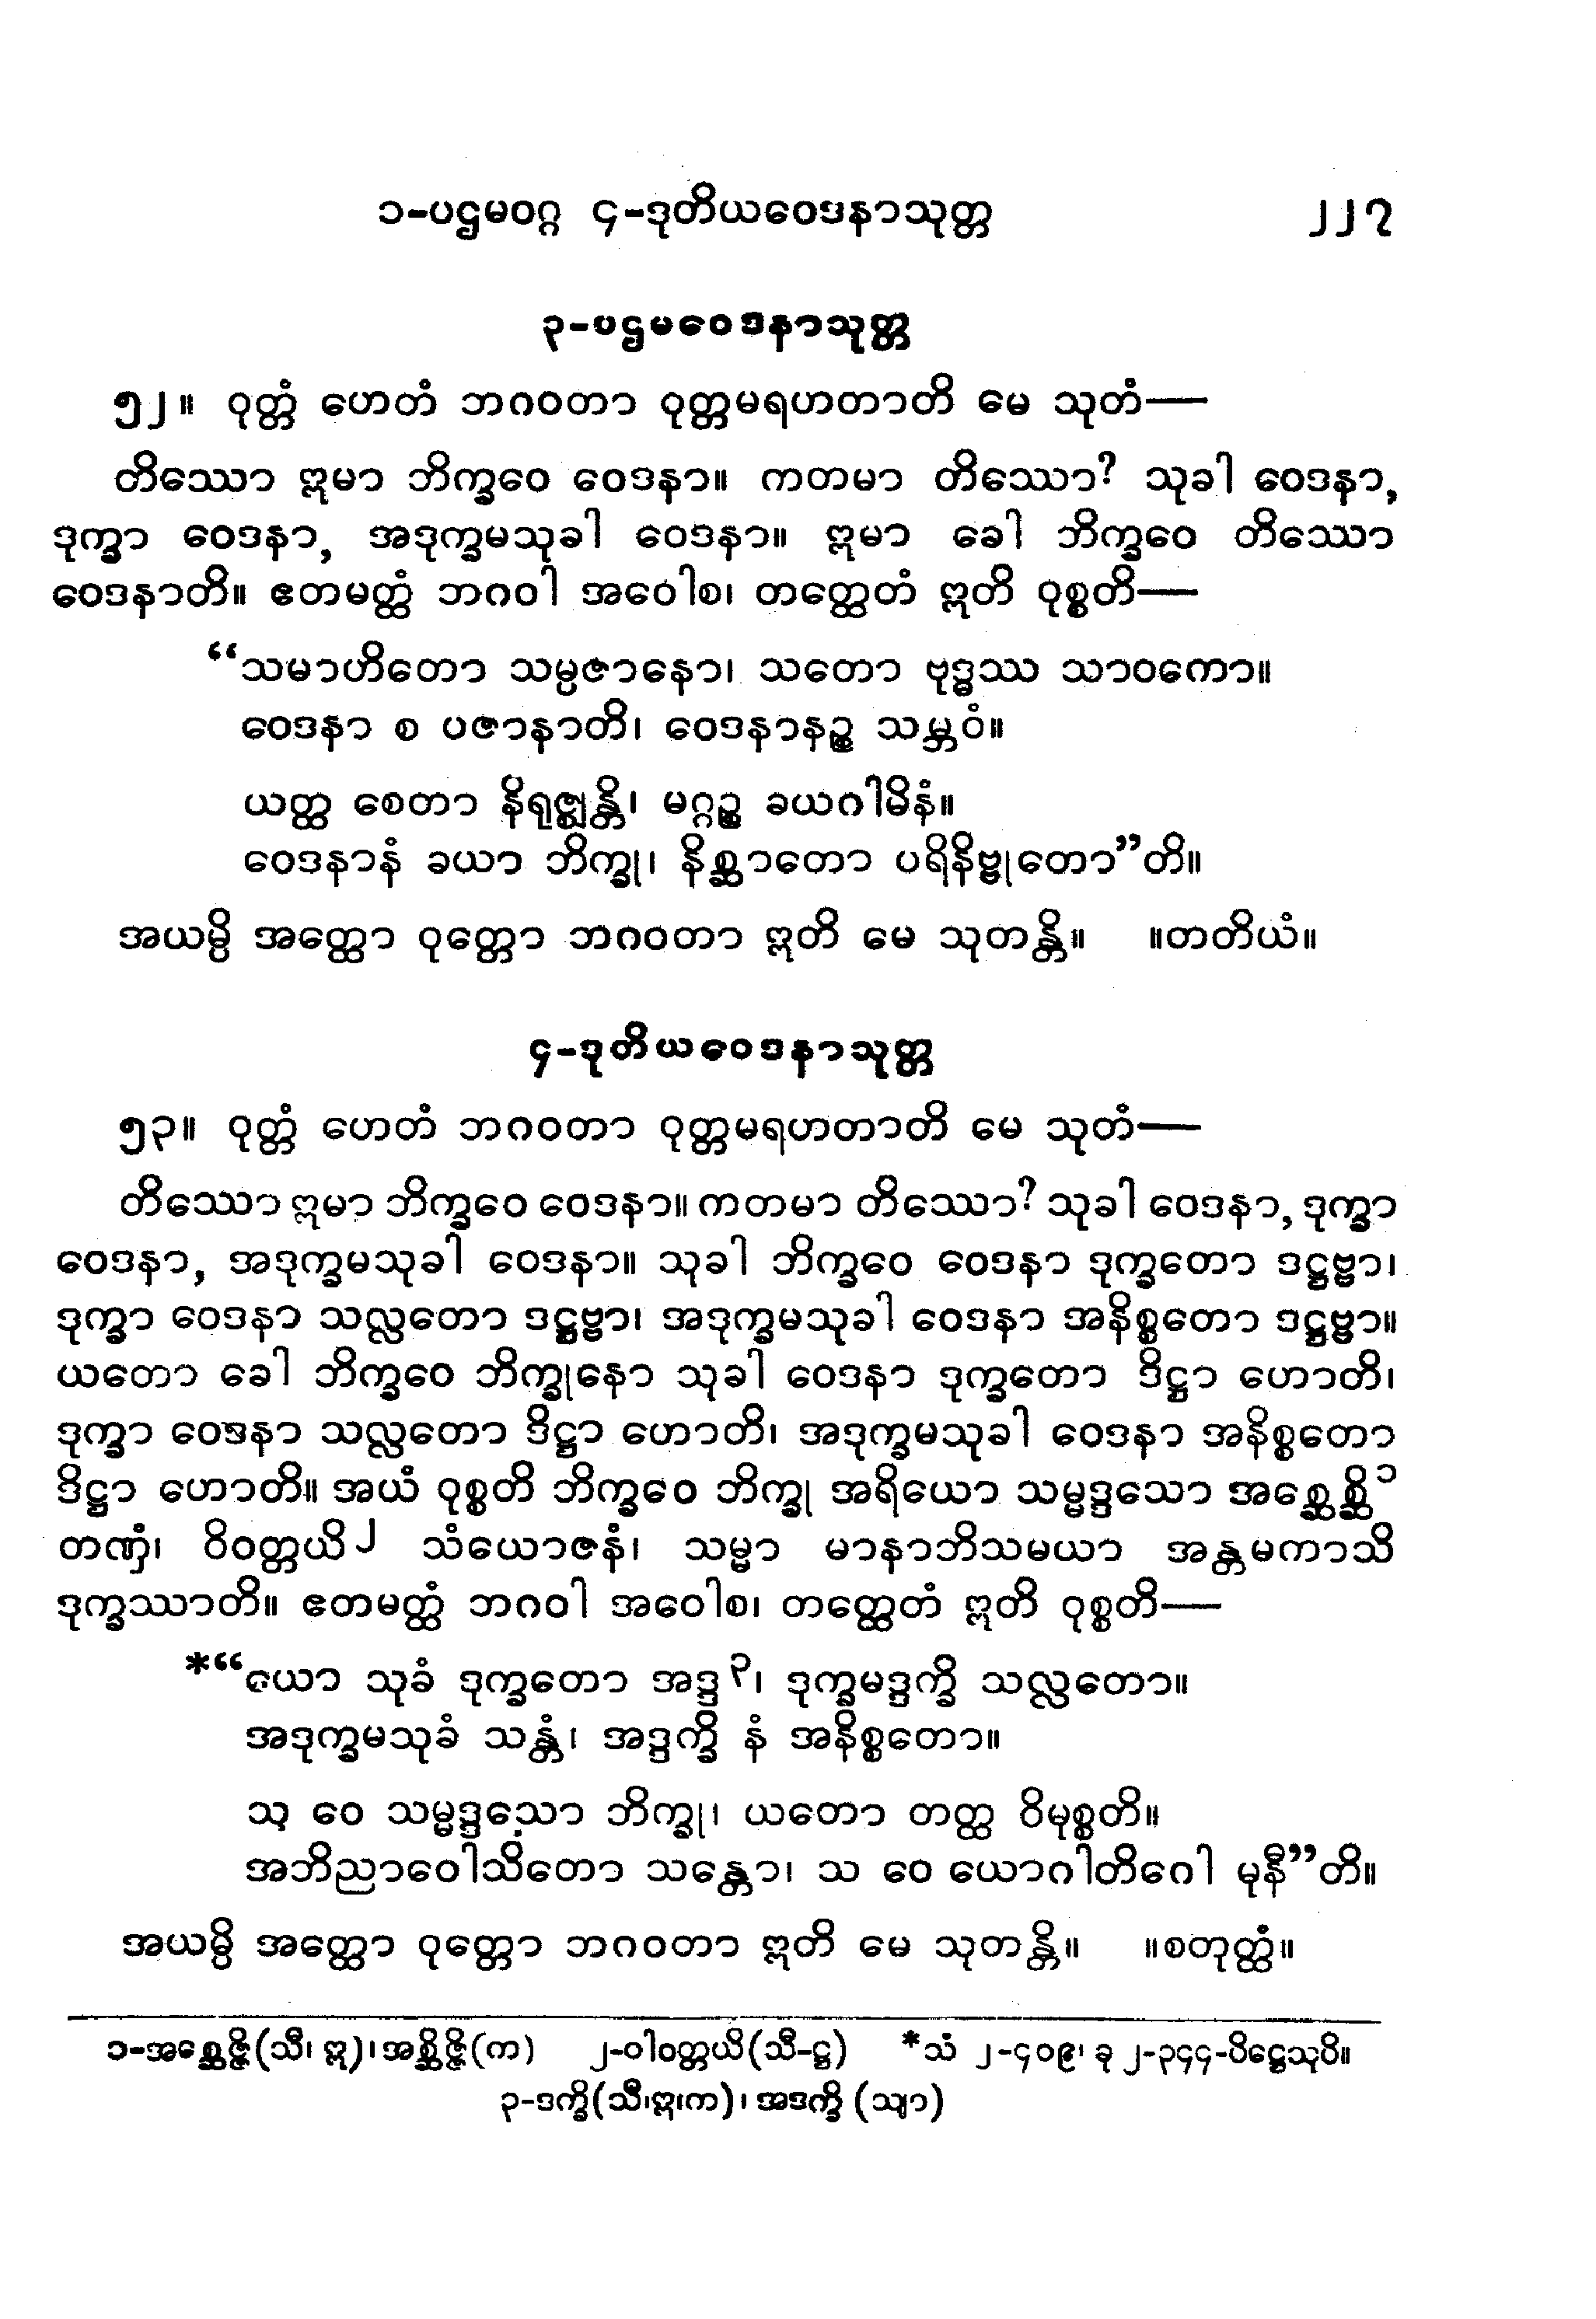 ၁-ပဌမဝဂ္ဂ ၄-ဒုတိယဝေဒနာသုတ္တ ၂၂၇
၃-ပဌမဝေဒနာသုတ္တ
၅၂။ ဝုတ္တံ ဟေတံ ဘဂဝတာ ဝုတ္တမရဟတာတိ မေ သုတံ—
တိဿော ဣမာ ဘိက္ခဝေ ဝေဒနာ။ ကတမာ တိဿော? သုခါ ဝေဒနာ,
ဒုက္ခာ ဝေဒနာ, အဒုက္ခမသုခါ ဝေဒနာ။ ဣမာ ခေါ ဘိက္ခဝေ တိဿော
ဝေဒနာတိ။ ဧတမတ္ထံ ဘဂဝါ အဝေါစ၊ တတ္ထေတံ ဣတိ ဝုစ္စတိ—
“သမာဟိတော သမ္ပဇာနော၊ သတော ဗုဒ္ဓဿ သာဝကော။
ဝေဒနာ စ ပဇာနာတိ၊ ဝေဒနာနဉ္စ သမ္ဘဝံ။
ယတ္ထ စေတာ နိရုဇ္ဈန္တိ၊ မဂ္ဂဉ္စ ခယဂါမိနံ။
ဝေဒနာနံ ခယာ ဘိက္ခု၊ နိစ္ဆာတော ပရိနိဗ္ဗုတော”တိ။
အယမ္ပိ အတ္ထော ဝုတ္တော ဘဂဝတာ ဣတိ မေ သုတန္တိ။ ။တတိယံ။
၄-ဒုတိယဝေဒနာသုတ္တ
၅၃။ ဝုတ္တံ ဟေတံ ဘဂဝတာ ဝုတ္တမရဟတာတိ မေ သုတံ—
တိဿော ဣမာ ဘိက္ခဝေ ဝေဒနာ။ ကတမာ တိဿော? သုခါ ဝေဒနာ, ဒုက္ခာ
ဝေဒနာ, အဒုက္ခမသုခါ ဝေဒနာ။ သုခါ ဘိက္ခဝေ ဝေဒနာ ဒုက္ခတော ဒဋ္ဌဗ္ဗာ၊
ဒုက္ခာ ဝေဒနာ သလ္လတော ဒဋ္ဌဗ္ဗာ၊ အဒုက္ခမသုခါ ဝေဒနာ အနိစ္စတော ဒဋ္ဌဗ္ဗာ။
ယတော ခေါ ဘိက္ခဝေ ဘိက္ခုနော သုခါ ဝေဒနာ ဒုက္ခတော ဒိဋ္ဌာ ဟောတိ၊
ဒုက္ခာ ဝေဒနာ သလ္လတော ဒိဋ္ဌာ ဟောတိ၊ အဒုက္ခမသုခါ ဝေဒနာ အနိစ္စတော
ဒိဋ္ဌာ ဟောတိ။ အယံ ဝုစ္စတိ ဘိက္ခဝေ ဘိက္ခု အရိယော သမ္မဒ္ဒသော အစ္ဆေစ္ဆိ၁
တဏှံ၊ ဝိဝတ္တယိ၂ သံယောဇနံ၊ သမ္မာ မာနာဘိသမယာ အန္တမကာသိ
ဒုက္ခဿာတိ။ ဧတမတ္ထံ ဘဂဝါ အဝေါစ၊ တတ္ထေတံ ဣတိ ဝုစ္စတိ—
*“ယော သုခံ ဒုက္ခတော အဒ္ဒ၃၊ ဒုက္ခမဒ္ဒက္ခိ သလ္လတော။
အဒုက္ခမသုခံ သန္တံ၊ အဒ္ဒက္ခိ နံ အနိစ္စတော။
သ ဝေ သမ္မဒ္ဒသော ဘိက္ခု၊ ယတော တတ္ထ ဝိမုစ္စတိ။
အဘိညာဝေါသိတော သန္တော၊ သ ဝေ ယောဂါတိဂေါ မုနီ”တိ။
အယမ္ပိ အတ္ထော ဝုတ္တော ဘဂဝတာ ဣတိ မေ သုတန္တိ။ ။စတုတ္ထံ။
၁-အစ္ဆေဇ္ဇိ(သီ၊ ဣ)၊အစ္ဆိဇ္ဇိ(က) ၂-ဝါဝတ္တယိ(သီ-ဋ္ဌ) *သံ ၂-၄၀၉၊ ခု ၂-၃၄၄-ပိဋ္ဌေသုပိ။
၃-ဒက္ခိ(သီ၊ဣ၊က)၊ အဒက္ခိ (သျာ)